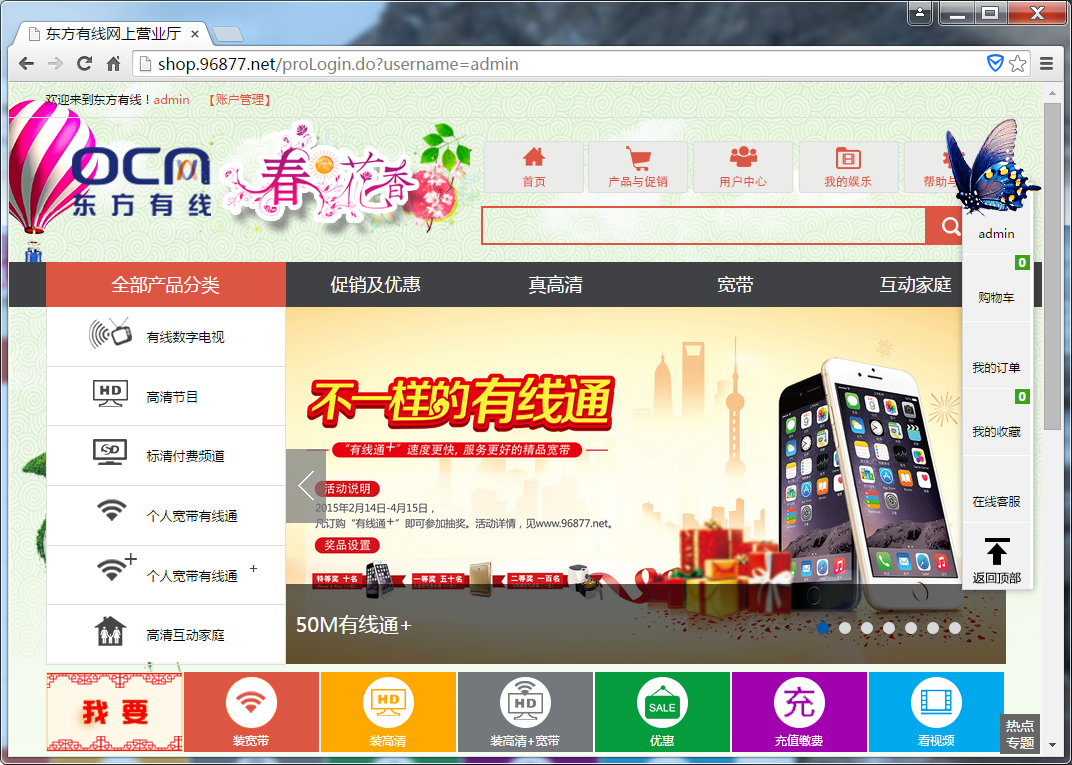 东方有线网上营业厅
shop.96877.net/proLogin.do?username=admin
欢迎来到东方有线！admin 【账户管理】
OCN
东方有线
春暖花香
首页
产品与促销
用户中心
我的娱乐
帮助与
admin
0
购物车
我的订单
0
我的收藏
在线客服
返回顶部
全部产品分类
促销及优惠
真高清
宽带
互动家庭
有线数字电视
HD
高清节目
SD
标清付费频道
个人宽带有线通
个人宽带有线通 +
高清互动家庭
不一样的有线通
“有线通+” 速度更快, 服务更好的精品宽带
活动说明
2015年2月14日-4月15日，
凡订购“有线通+”即可参加抽奖。活动详情，见www.96877.net。
奖品设置
特等奖 十名
一等奖 五十名
二等奖 一百名
50M有线通+
我要
装宽带
HD
装高清
HD
装高清+宽带
SALE
优惠
充
充值缴费
看视频
热点
专题